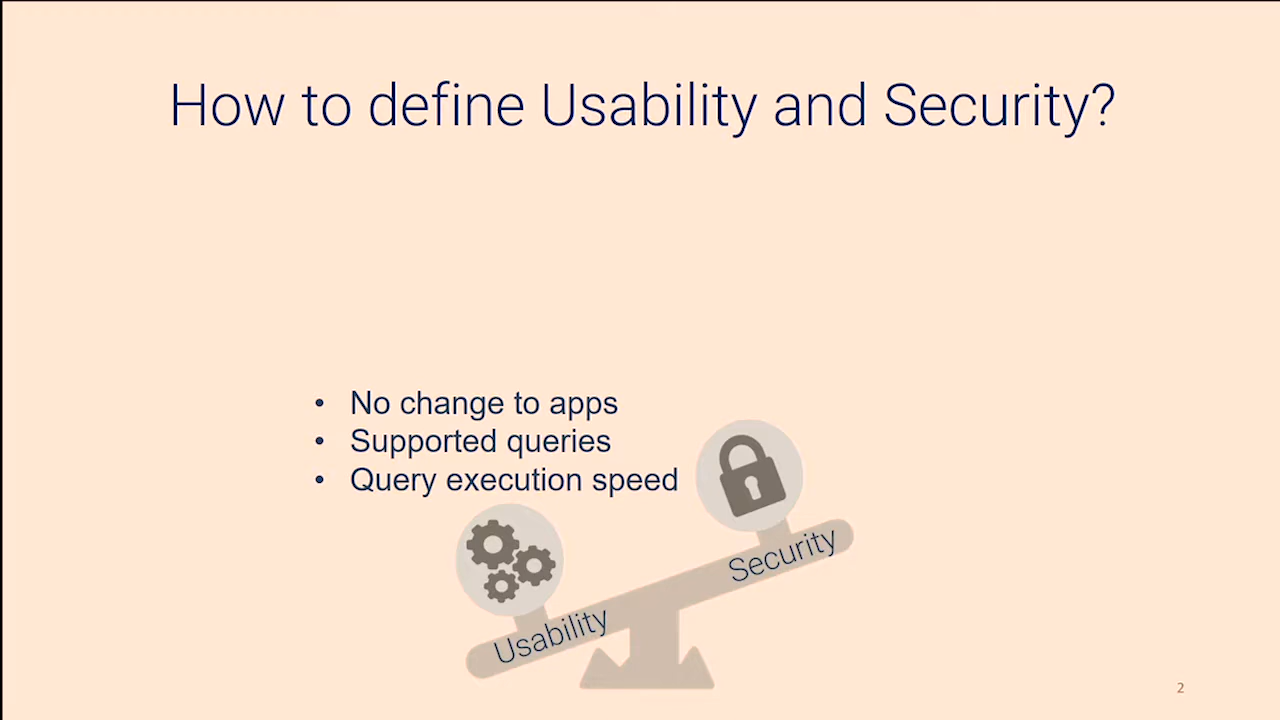 How to define Usability and Security?
• No change to apps
• Supported queries
• Query execution speed
Security
Usability
2